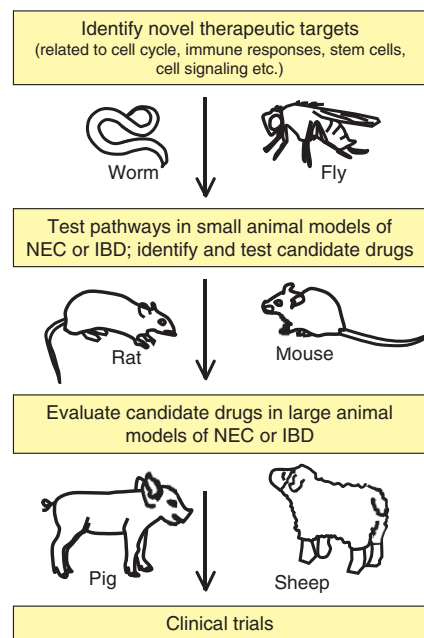 Identify novel therapeutic targets
(related to cell cycle, immune responses, stem cells,
cell signaling etc.)
Worm
Fly
Test pathways in small animal models of
NEC or IBD; identify and test candidate drugs
Rat
Mouse
Evaluate candidate drugs in large animal
models of NEC or IBD
Pig
Sheep
Clinical trials